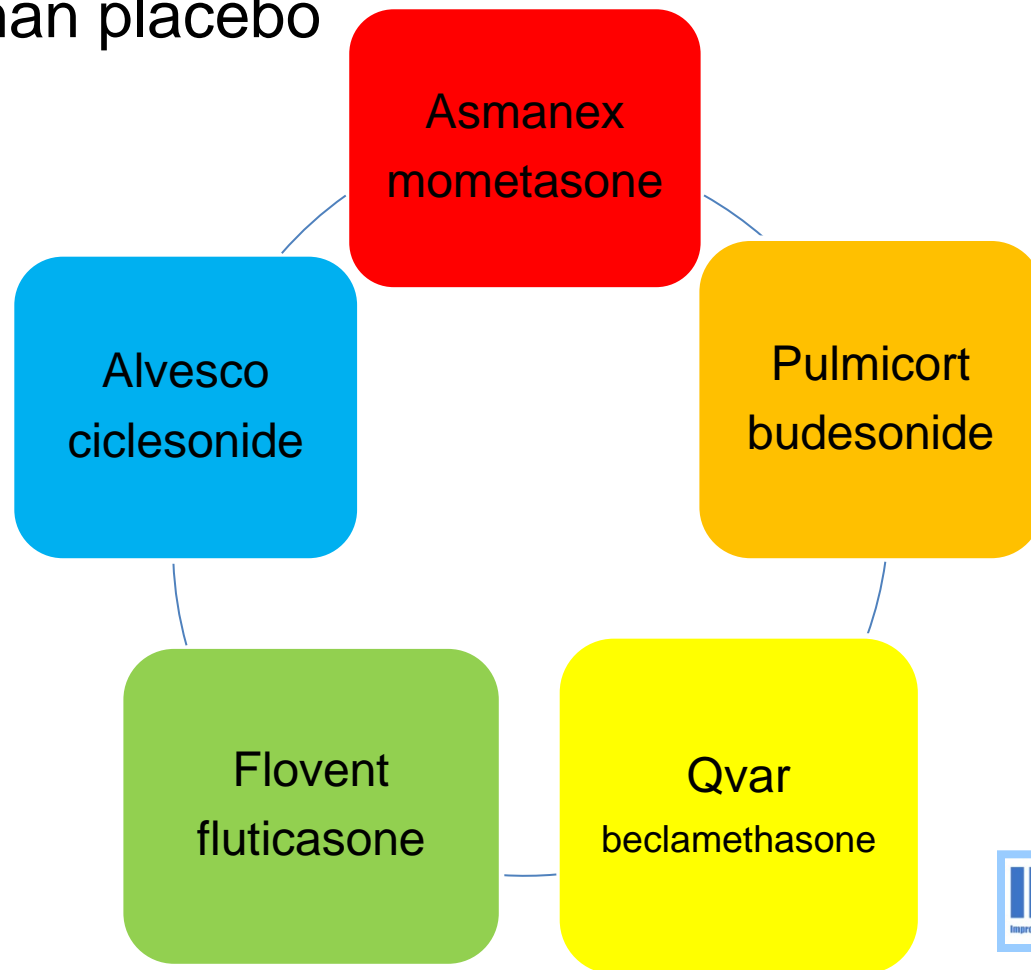 han placebo
Asmanex
mometasone
Pulmicort
budesonide
Qvar
beclamethasone
Flovent
fluticasone
Alvesco
ciclesonide